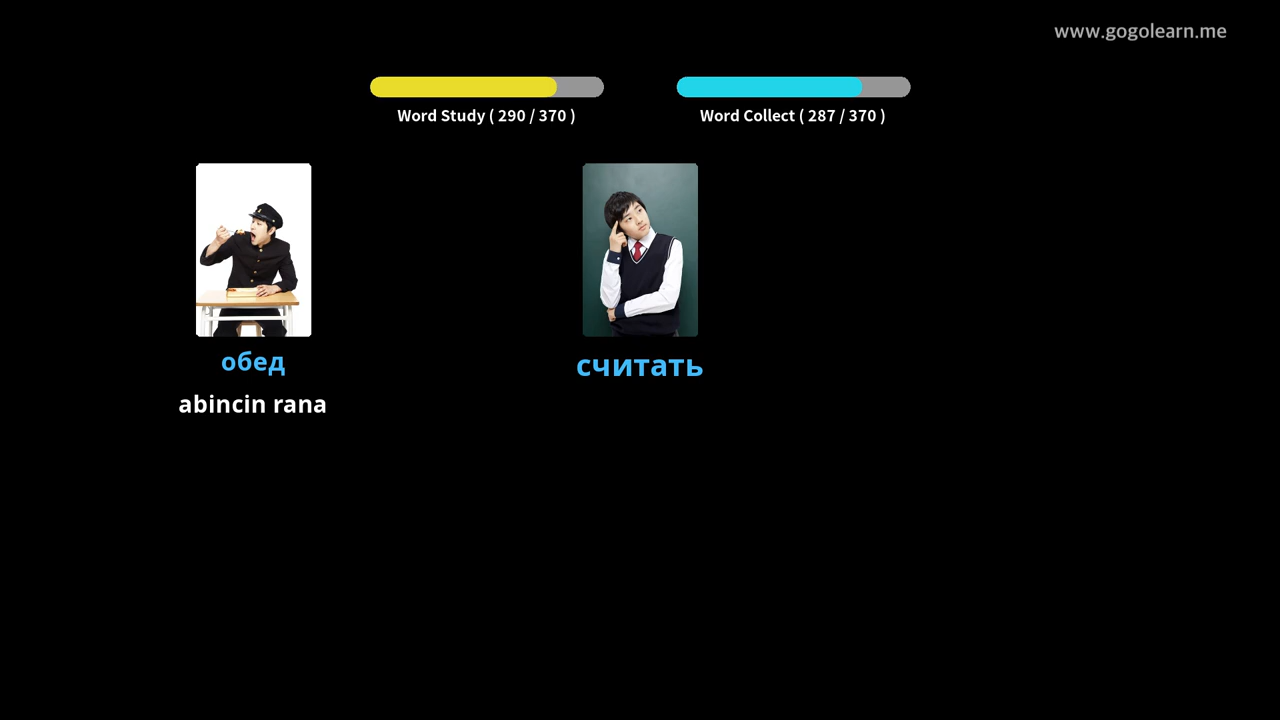 www.gogolearn.me
Word Study ( 290 / 370 )
Word Collect ( 287 / 370 )
обед
считать
abincin rana